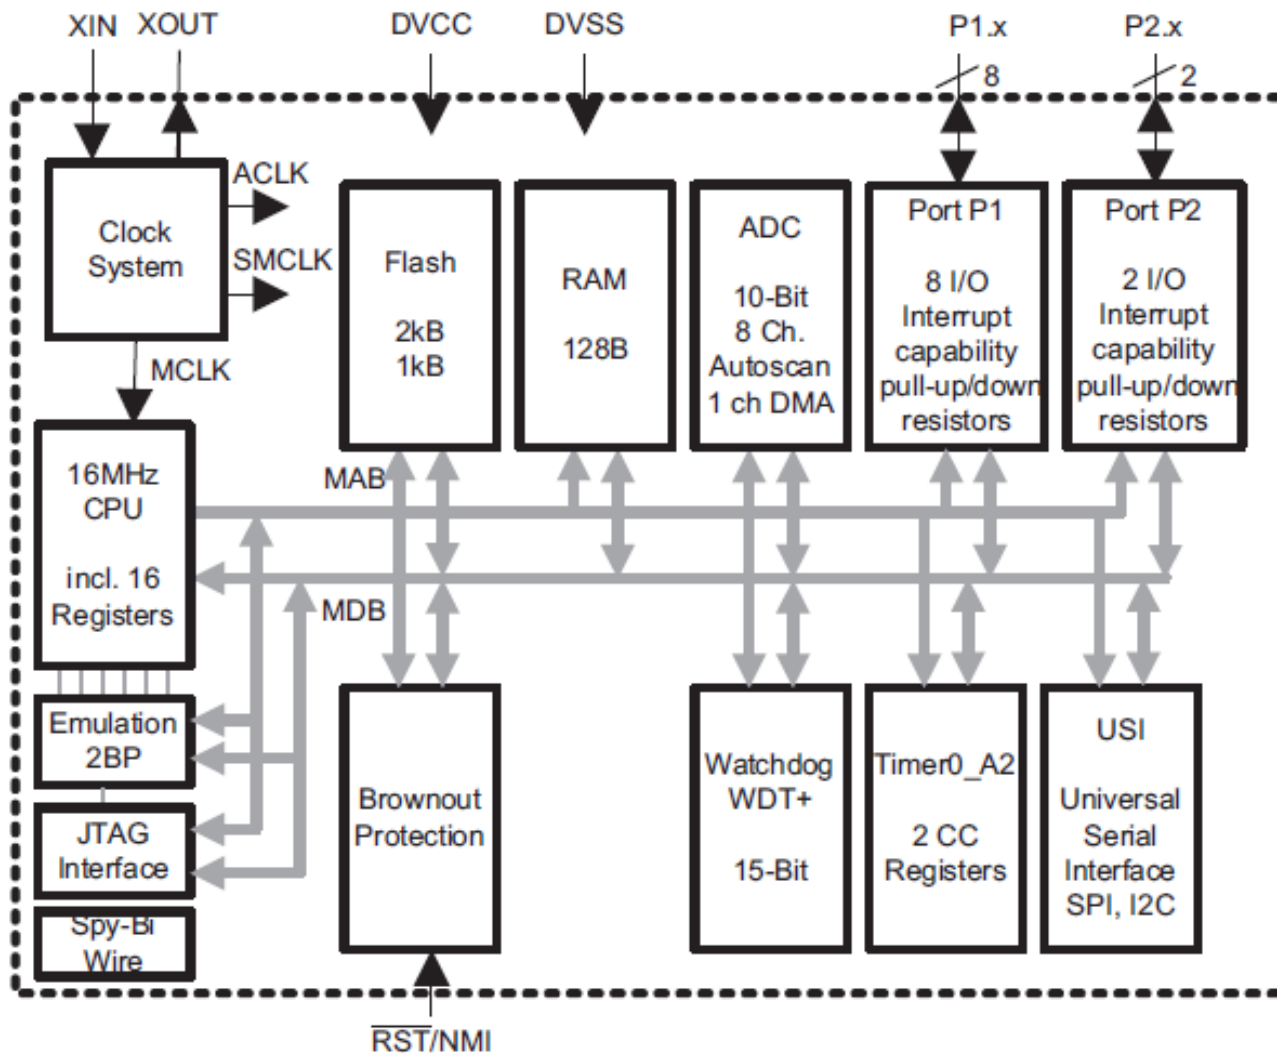 XIN XOUT DVCC DVSS P1.x P2.x
8 2
ACLK
SMCLK
MCLK
Clock
System
Flash
2kB
1kB
RAM
128B
ADC
10-Bit
8 Ch.
Autoscan
1 ch DMA
Port P1
8 I/O
Interrupt
capability
pull-up/down
resistors
Port P2
2 I/O
Interrupt
capability
pull-up/down
resistors
16MHz
CPU
incl. 16
Registers
MAB
MDB
Emulation
2BP
JTAG
Interface
Spy-Bi
Wire
Brownout
Protection
Watchdog
WDT+
15-Bit
Timer0_A2
2 CC
Registers
USI
Universal
Serial
Interface
SPI, I2C
RST/NMI